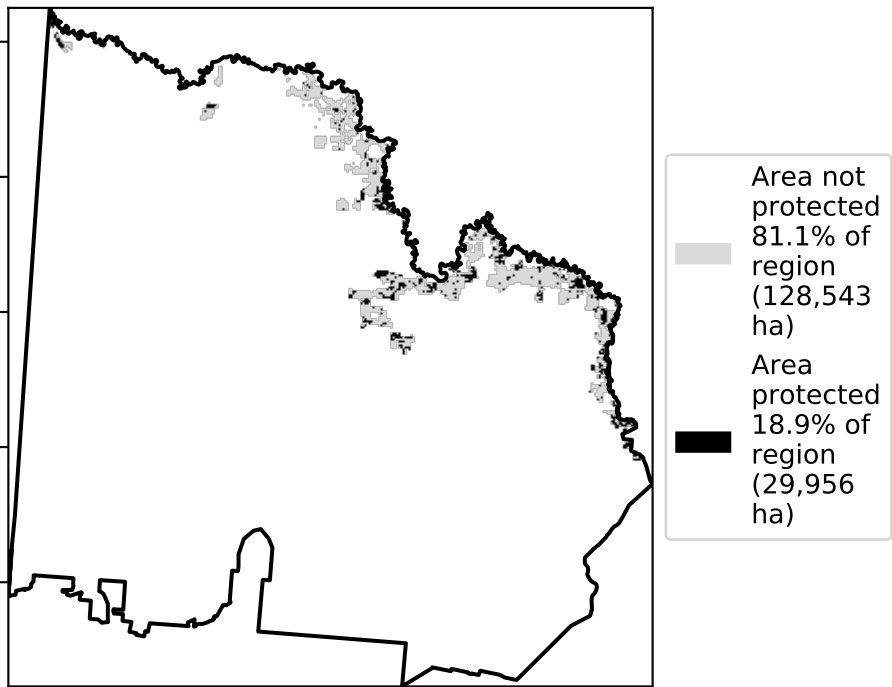 Area not
protected
81.1% of
region
(128,543
ha)
Area
protected
18.9% of
region
(29,956
ha)